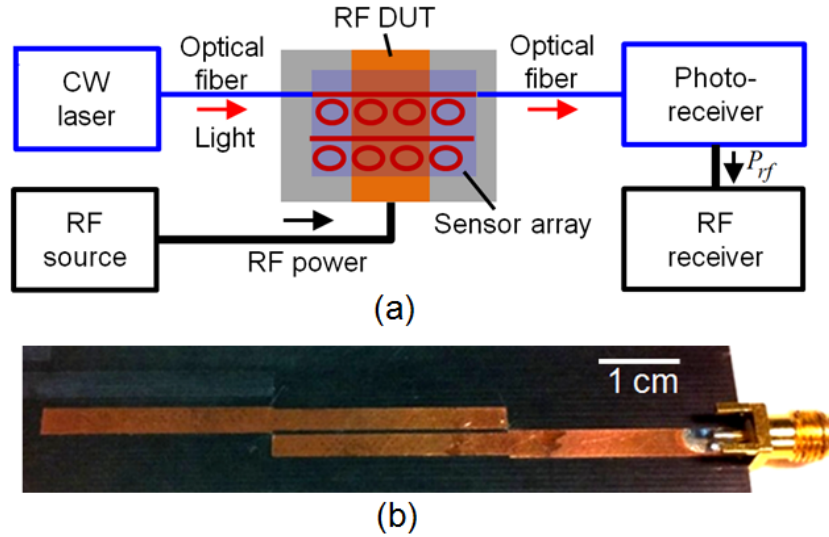 RF DUT
Optical
fiber
Optical
fiber
CW
laser
Photo-
receiver
Light
P_rf
RF
source
Sensor array
RF
receiver
RF power
(a)
1 cm
(b)